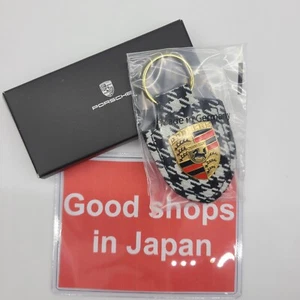 PORSCHE
Made in Germany
Good shops
in Japan